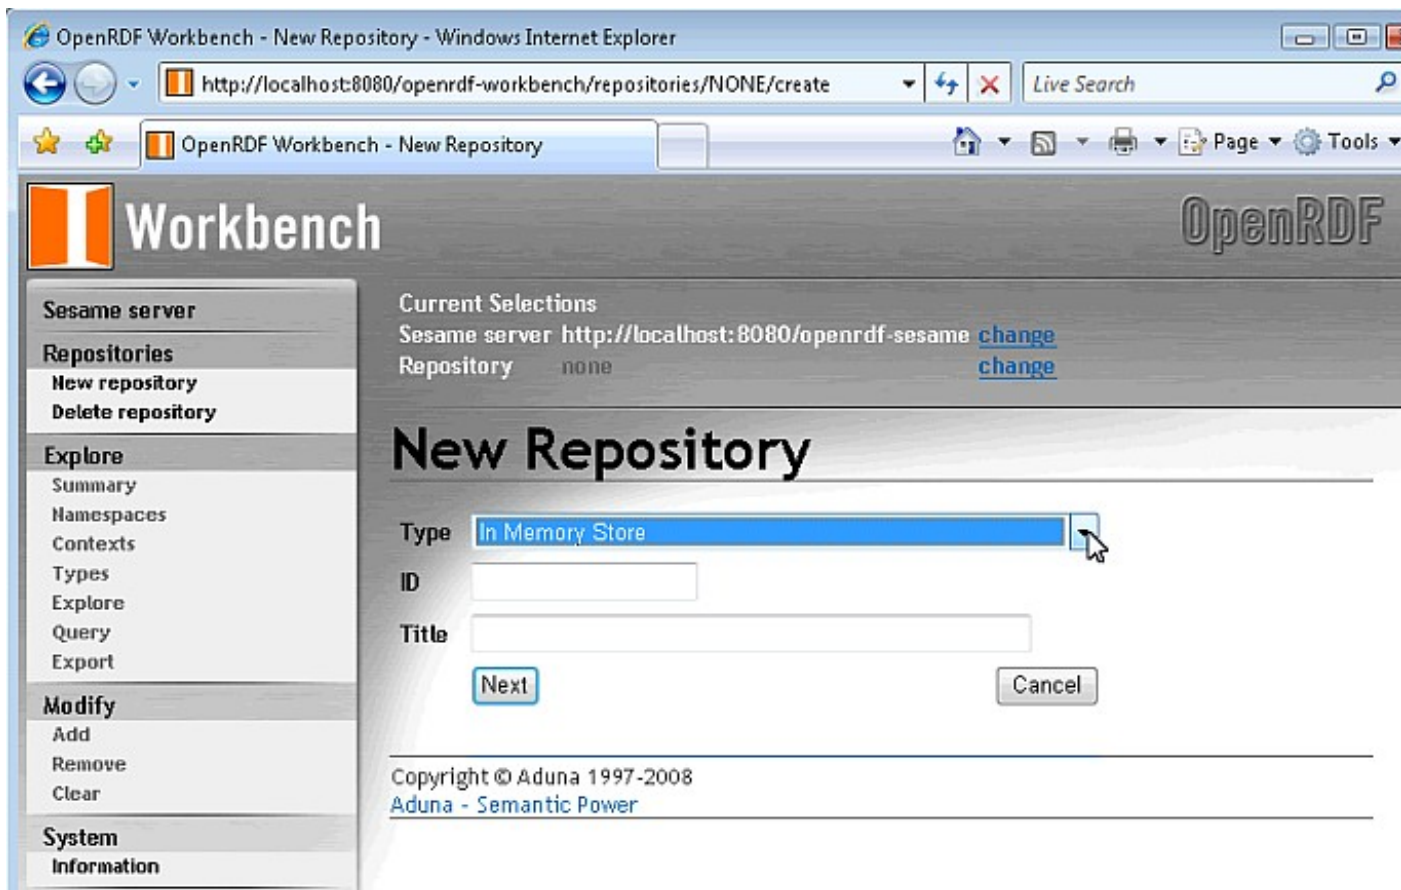 OpenRDF Workbench - New Repository - Windows Internet Explorer
http://localhost:8080/openrdf-workbench/repositories/NONE/create
Live Search
OpenRDF Workbench - New Repository
Page
Tools
Workbench
OpenRDF
Sesame server
Repositories
New repository
Delete repository
Explore
Summary
Namespaces
Contexts
Types
Explore
Query
Export
Modify
Add
Remove
Clear
System
Information
Current Selections
Sesame server http://localhost:8080/openrdf-sesame change
Repository none change
New Repository
Type In Memory Store
ID
Title
Next Cancel
Copyright © Aduna 1997-2008
Aduna - Semantic Power